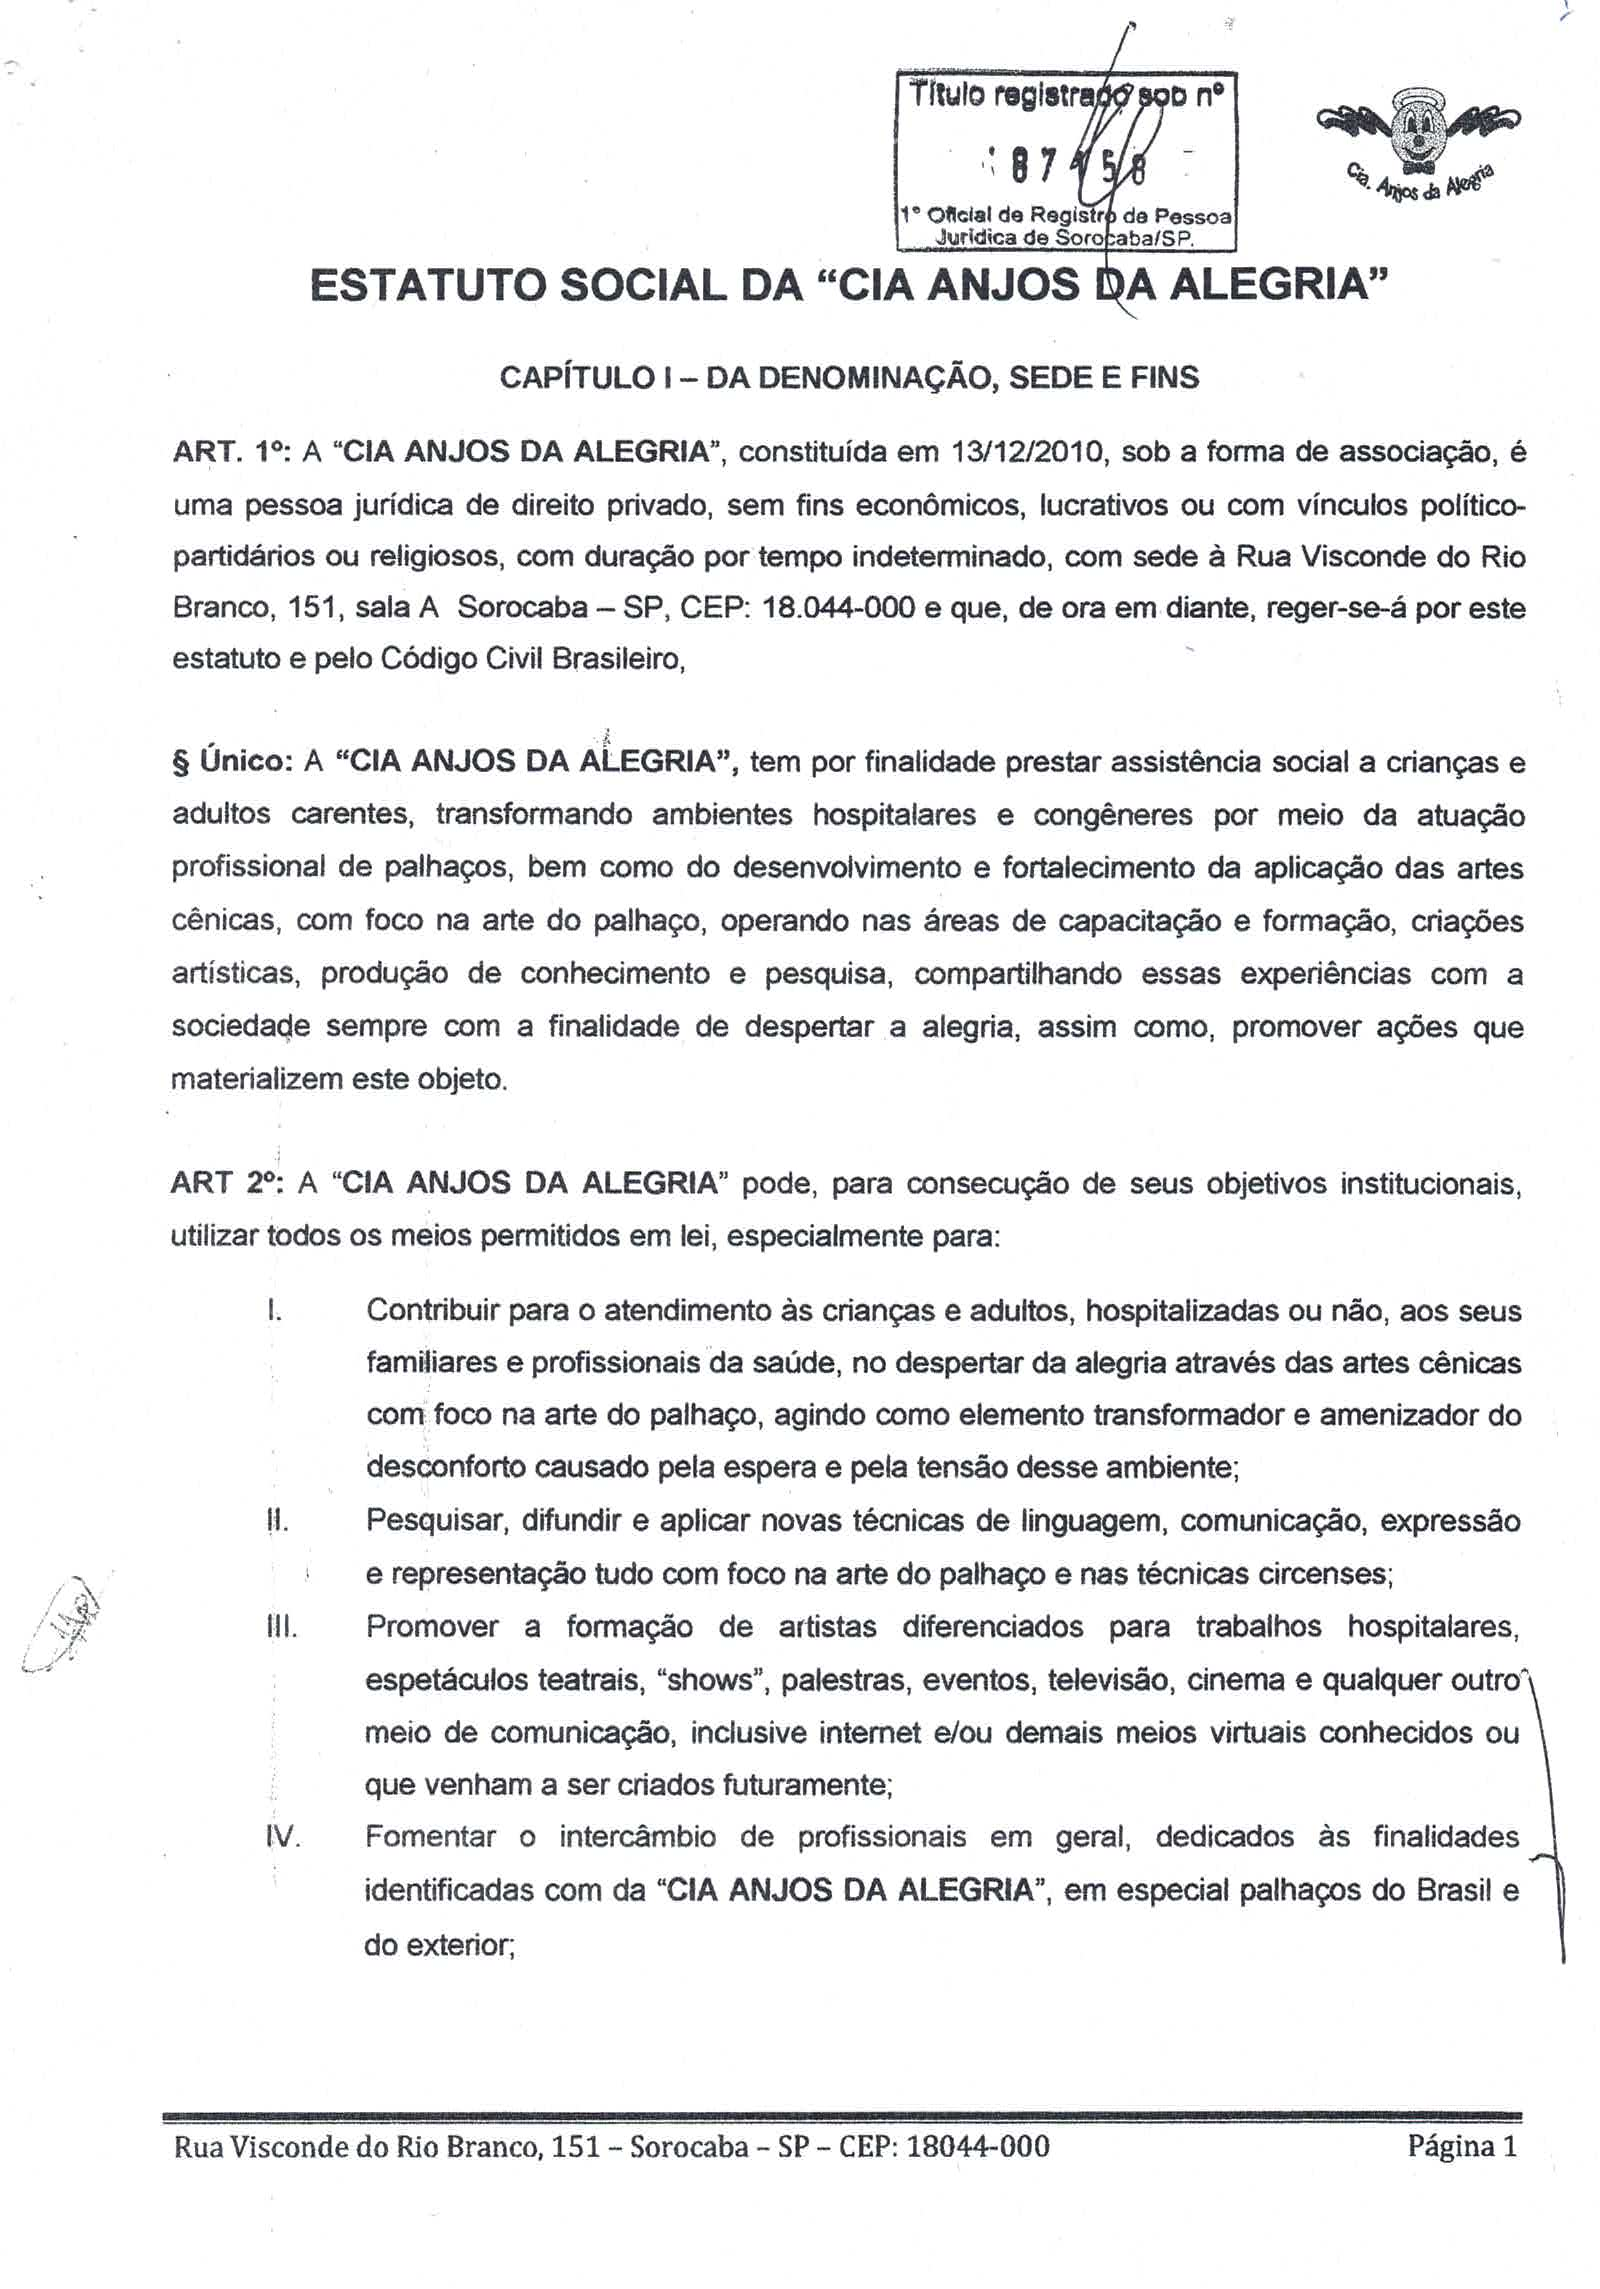 Título registrado sob nº
1º Oficial de Registro de Pessoa
Jurídica de Sorocaba/SP.
Cia. Anjos da Alegria
ESTATUTO SOCIAL DA “CIA ANJOS DA ALEGRIA”
CAPÍTULO I – DA DENOMINAÇÃO, SEDE E FINS
ART. 1º: A “CIA ANJOS DA ALEGRIA”, constituída em 13/12/2010, sob a forma de associação, é
uma pessoa jurídica de direito privado, sem fins econômicos, lucrativos ou com vínculos político-
partidários ou religiosos, com duração por tempo indeterminado, com sede à Rua Visconde do Rio
Branco, 151, sala A Sorocaba – SP, CEP: 18.044-000 e que, de ora em diante, reger-se-á por este
estatuto e pelo Código Civil Brasileiro,
§ Único: A “CIA ANJOS DA ALEGRIA”, tem por finalidade prestar assistência social a crianças e
adultos carentes, transformando ambientes hospitalares e congêneres por meio da atuação
profissional de palhaços, bem como do desenvolvimento e fortalecimento da aplicação das artes
cênicas, com foco na arte do palhaço, operando nas áreas de capacitação e formação, criações
artísticas, produção de conhecimento e pesquisa, compartilhando essas experiências com a
sociedade sempre com a finalidade de despertar a alegria, assim como, promover ações que
materializem este objeto.
ART 2º: A “CIA ANJOS DA ALEGRIA” pode, para consecução de seus objetivos institucionais,
utilizar todos os meios permitidos em lei, especialmente para:
I. Contribuir para o atendimento às crianças e adultos, hospitalizadas ou não, aos seus
familiares e profissionais da saúde, no despertar da alegria através das artes cênicas
com foco na arte do palhaço, agindo como elemento transformador e amenizador do
desconforto causado pela espera e pela tensão desse ambiente;
II. Pesquisar, difundir e aplicar novas técnicas de linguagem, comunicação, expressão
e representação tudo com foco na arte do palhaço e nas técnicas circenses;
III. Promover a formação de artistas diferenciados para trabalhos hospitalares,
espetáculos teatrais, “shows”, palestras, eventos, televisão, cinema e qualquer outro
meio de comunicação, inclusive internet e/ou demais meios virtuais conhecidos ou
que venham a ser criados futuramente;
IV. Fomentar o intercâmbio de profissionais em geral, dedicados às finalidades
identificadas com da “CIA ANJOS DA ALEGRIA”, em especial palhaços do Brasil e
do exterior;
Rua Visconde do Rio Branco, 151 – Sorocaba – SP – CEP: 18044-000 Página 1